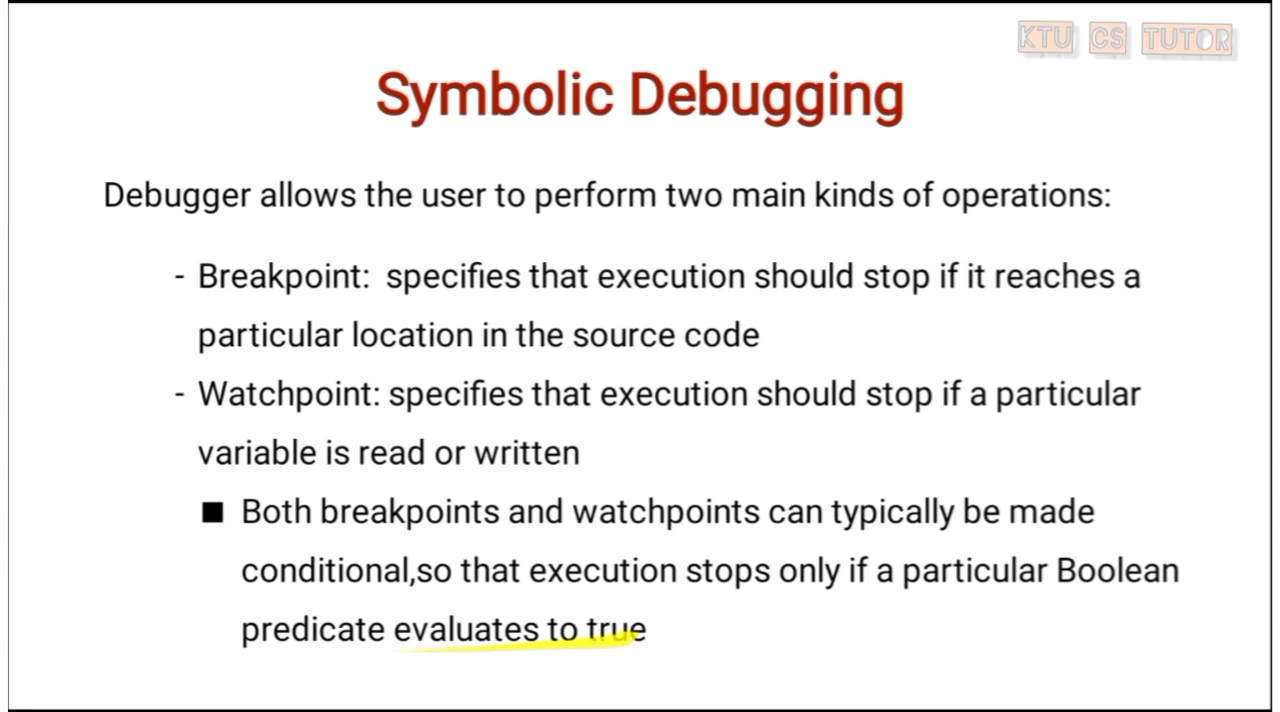 KTU CS TUTOR
Symbolic Debugging
Debugger allows the user to perform two main kinds of operations:
- Breakpoint:  specifies that execution should stop if it reaches a
particular location in the source code
- Watchpoint: specifies that execution should stop if a particular
variable is read or written
■ Both breakpoints and watchpoints can typically be made
conditional,so that execution stops only if a particular Boolean
predicate evaluates to true